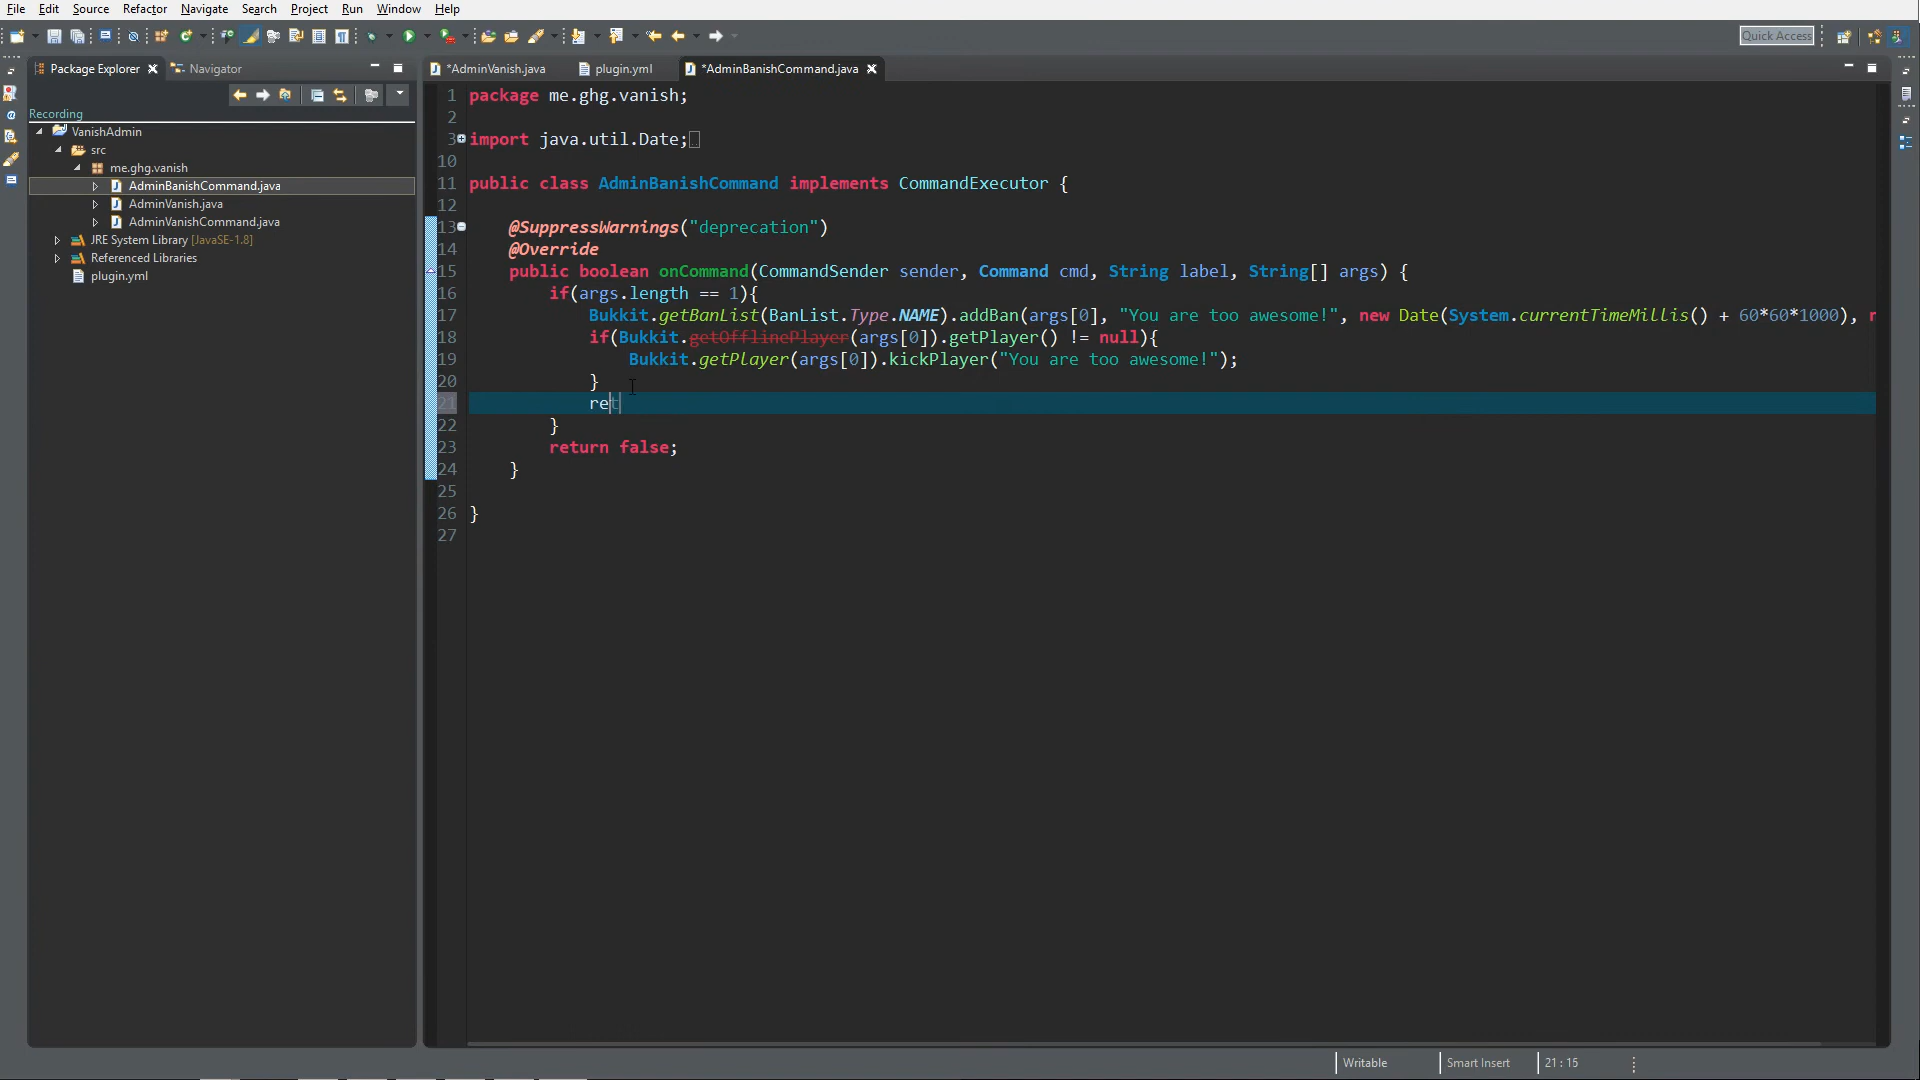 File Edit Source Refactor Navigate Search Project Run Window Help
Quick Access
Package Explorer Navigator
*AdminVanish.java plugin.yml *AdminBanishCommand.java
Recording
VanishAdmin
src
me.ghg.vanish
AdminBanishCommand.java
AdminVanish.java
AdminVanishCommand.java
JRE System Library [JavaSE-1.8]
Referenced Libraries
plugin.yml
1 package me.ghg.vanish;
2
3 import java.util.Date;
10
11 public class AdminBanishCommand implements CommandExecutor {
12
13 @SuppressWarnings("deprecation")
14 @Override
15 public boolean onCommand(CommandSender sender, Command cmd, String label, String[] args) {
16 if(args.length == 1){
17 Bukkit.getBanList(BanList.Type.NAME).addBan(args[0], "You are too awesome!", new Date(System.currentTimeMillis() + 60*60*1000), n
18 if(Bukkit.getOfflinePlayer(args[0]).getPlayer() != null){
19 Bukkit.getPlayer(args[0]).kickPlayer("You are too awesome!");
20 }
21 ret
22 }
23 return false;
24 }
25
26 }
27
Writable Smart Insert 21 : 15